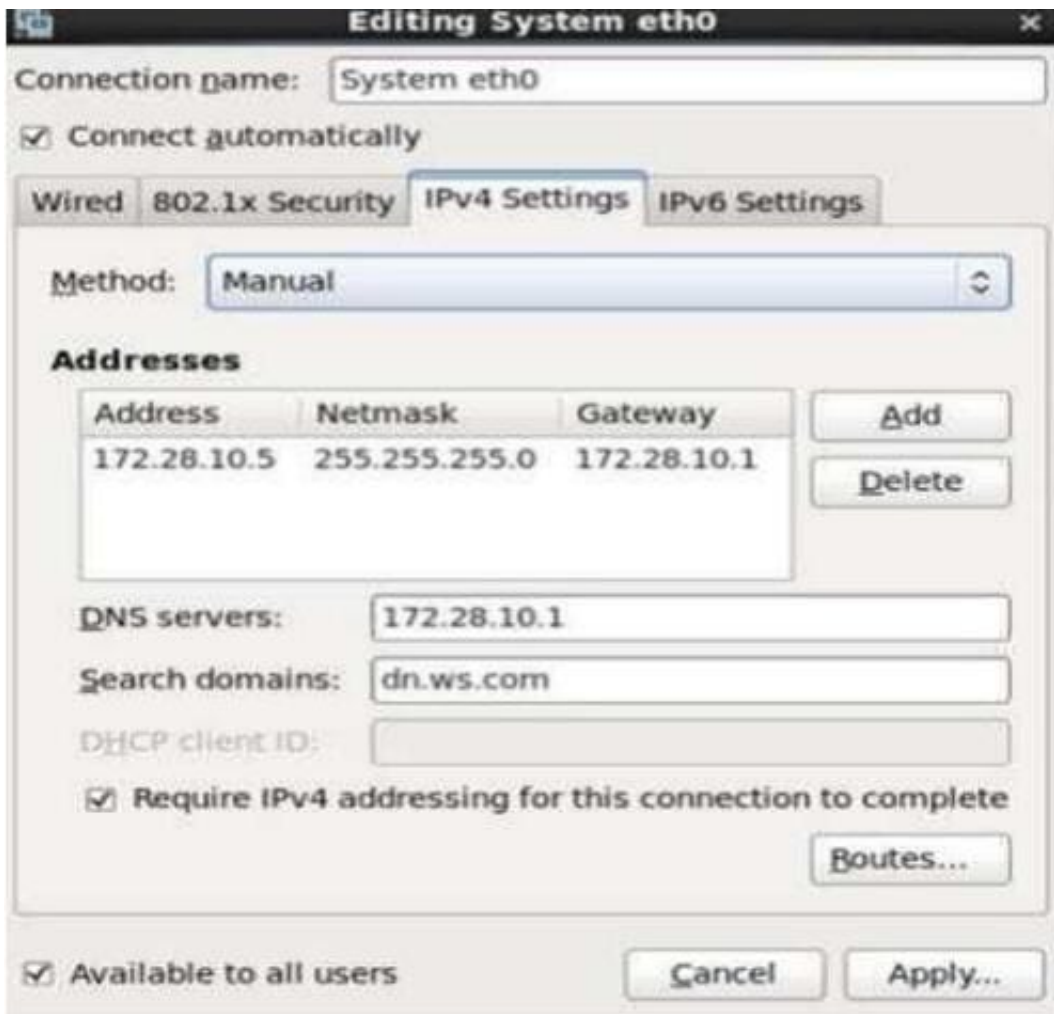 Editing System eth0
Connection name: System eth0
Connect automatically
Wired 802.1x Security IPv4 Settings IPv6 Settings
Method: Manual
Addresses
Address Netmask Gateway
Add
172.28.10.5 255.255.255.0 172.28.10.1
Delete
DNS servers: 172.28.10.1
Search domains: dn.ws.com
DHCP client ID:
Require IPv4 addressing for this connection to complete
Routes...
Available to all users
Cancel
Apply...